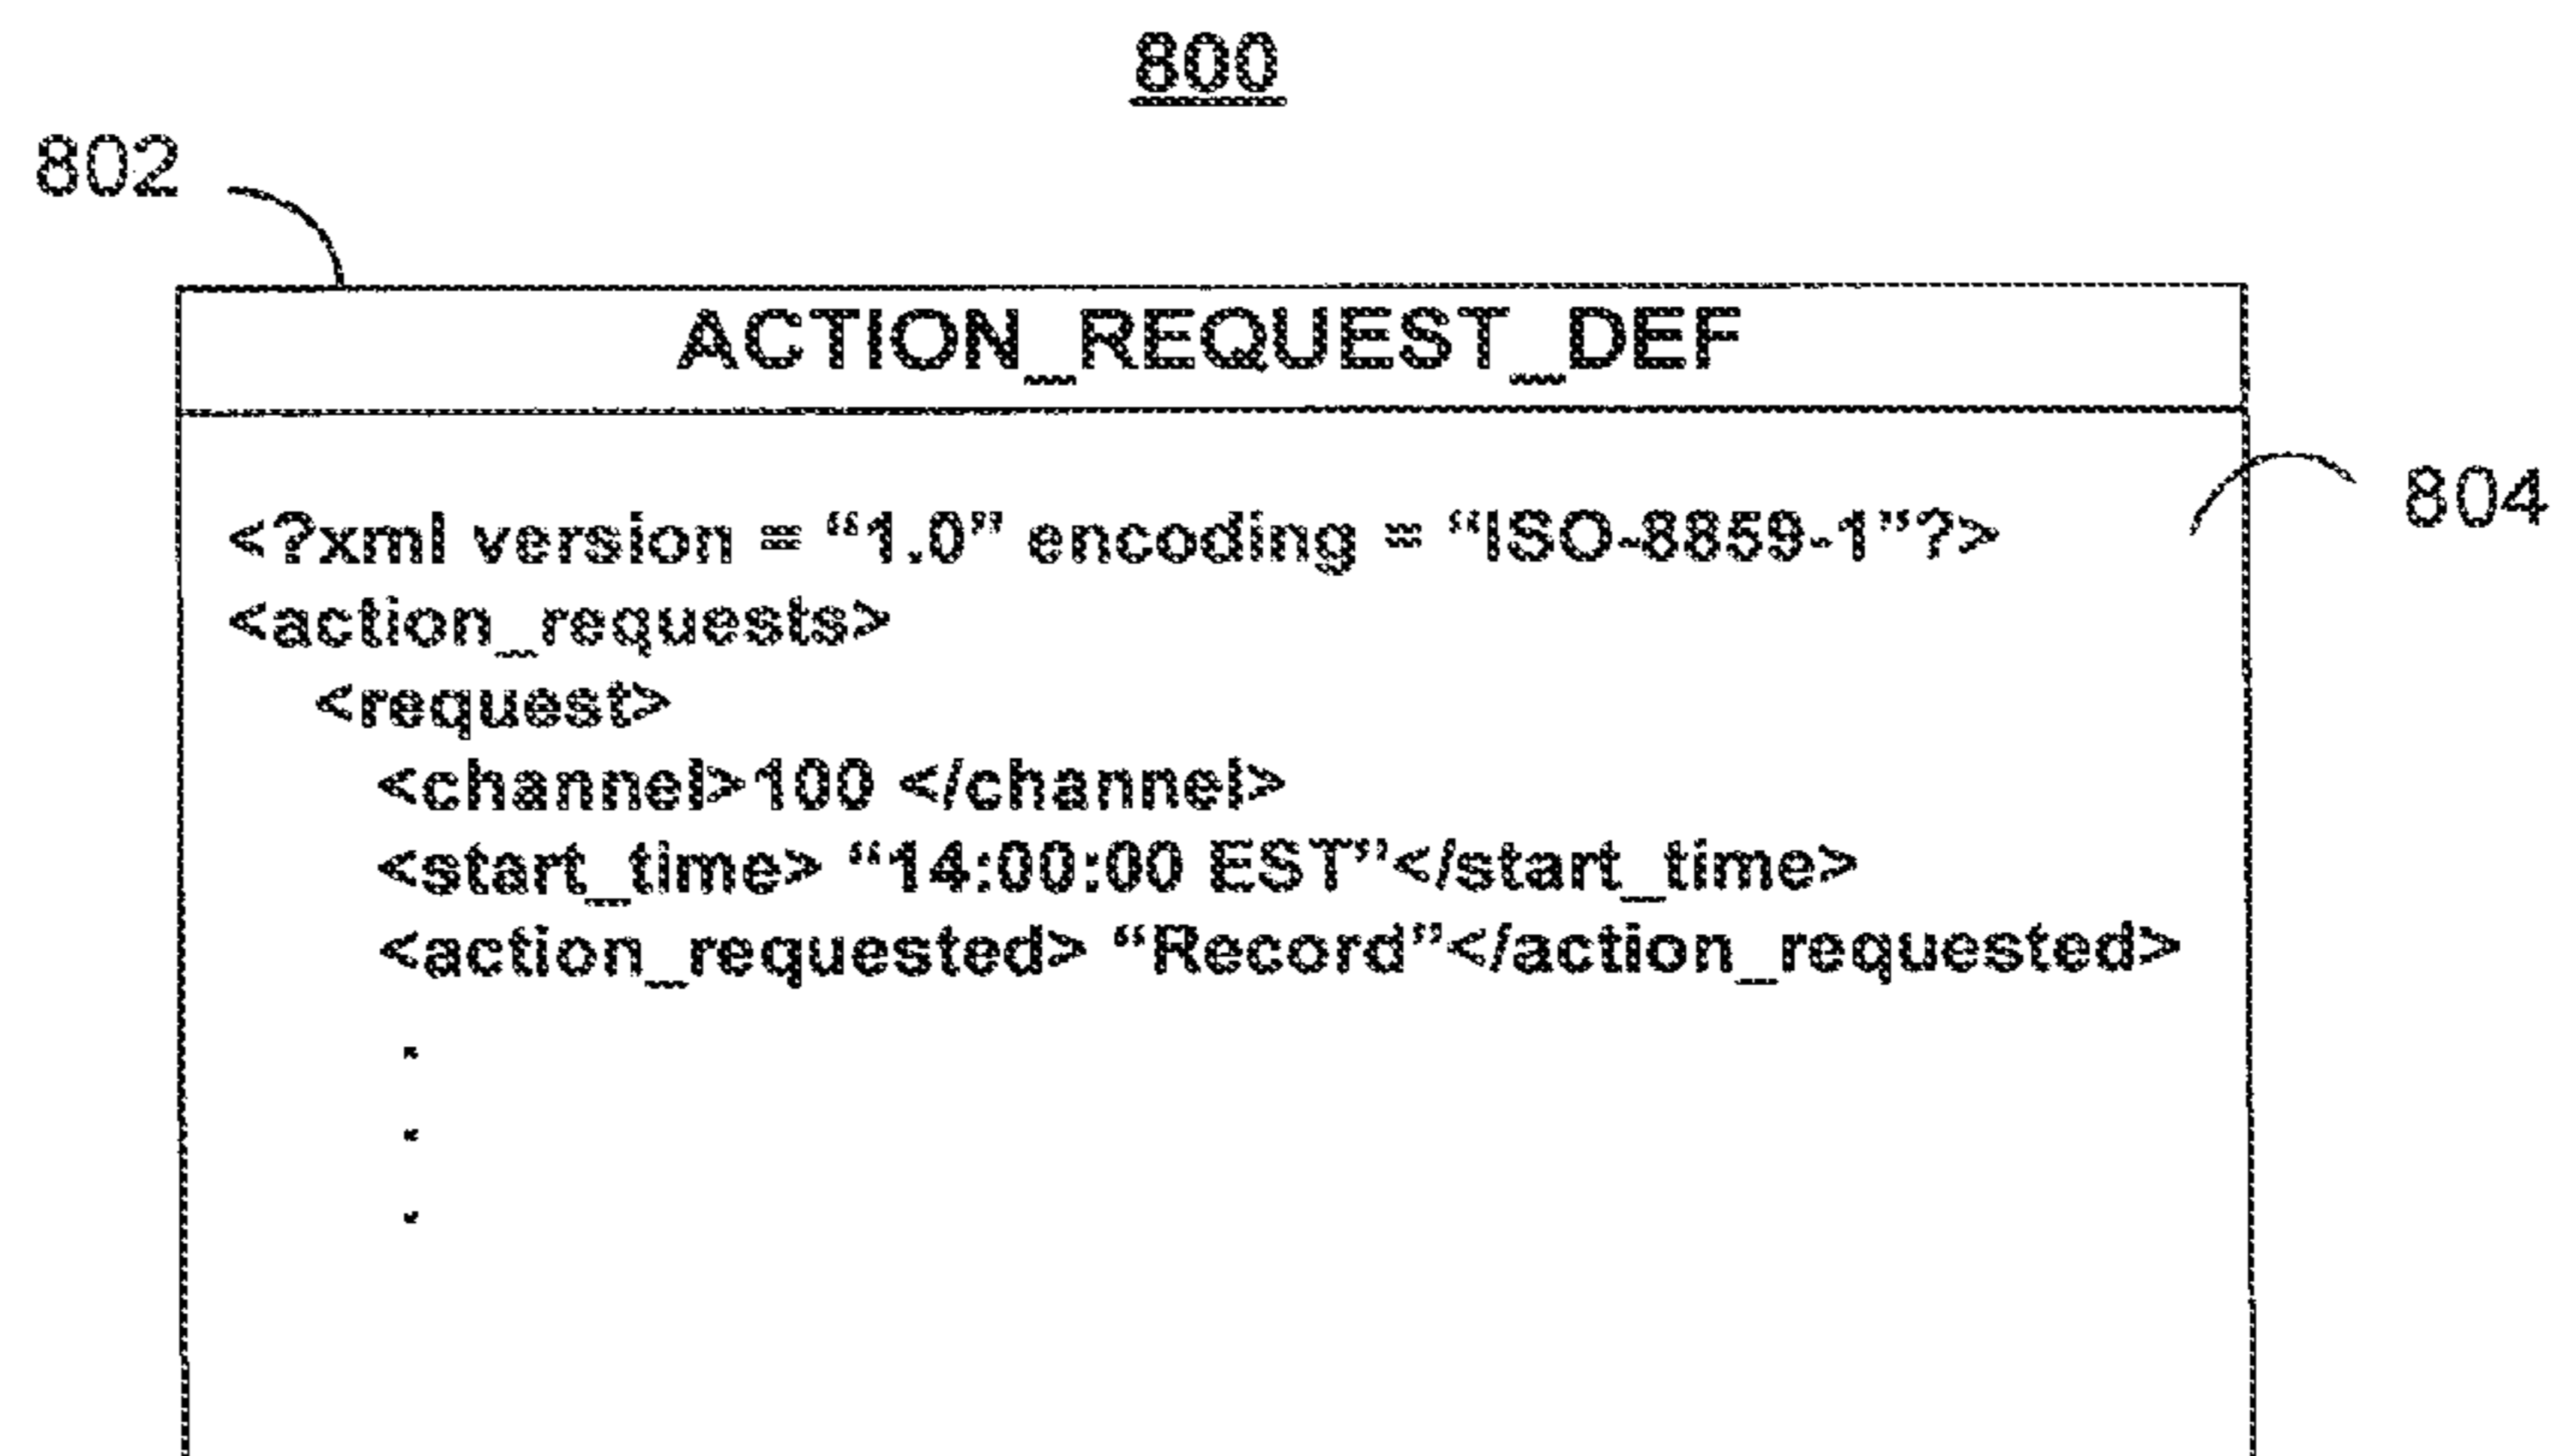 800
802
ACTION_REQUEST_DEF
804
<?xml version = “1.0” encoding = “ISO-8859-1”?>
<action_requests>
<request>
<channel>100 </channel>
<start_time> “14:00:00 EST”</start_time>
<action_requested> “Record”</action_requested>
.
.
.